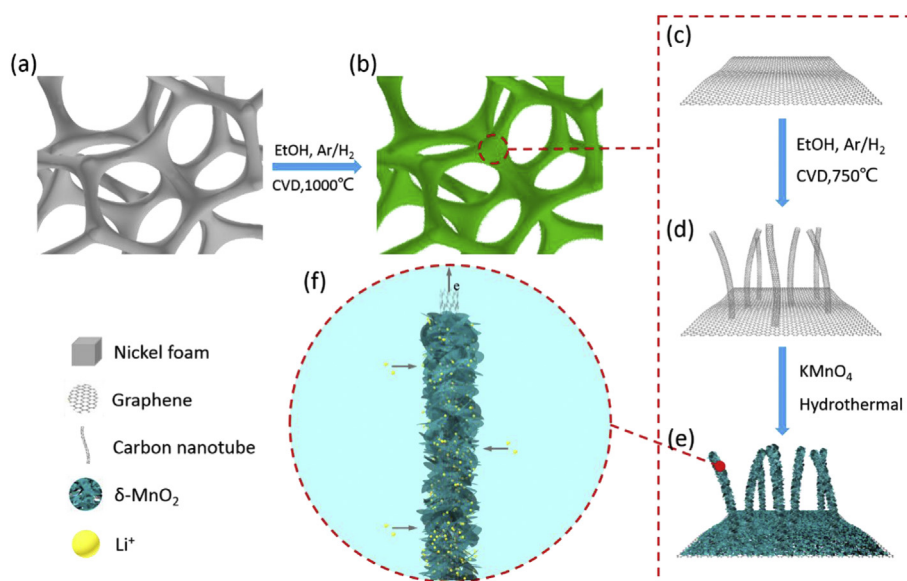 (a)
(b)
EtOH, Ar/H₂
CVD,1000℃
(c)
EtOH, Ar/H₂
CVD,750℃
(d)
KMnO₄
Hydrothermal
(e)
(f)
e
Nickel foam
Graphene
Carbon nanotube
δ-MnO₂
Li⁺